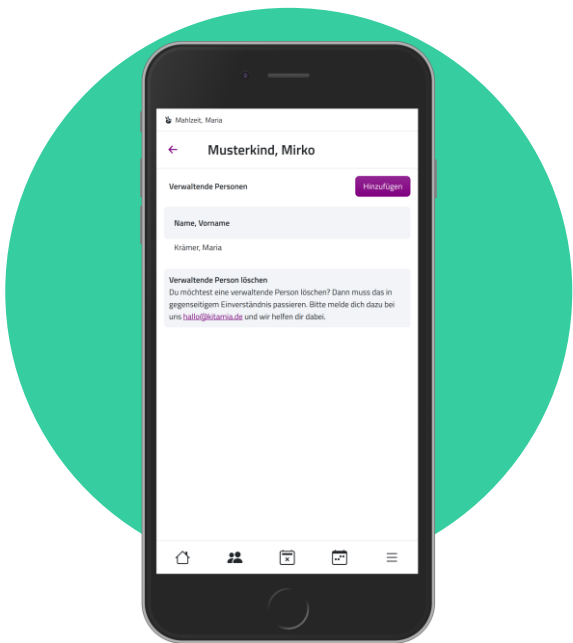 Mahlzeit, Maria
Musterkind, Mirko
Verwaltende Personen
Hinzufügen
Name, Vorname
Krämer, Maria
Verwaltende Person löschen
Du möchtest eine verwaltende Person löschen? Dann muss das in
gegenseitigem Einverständnis passieren. Bitte melde dich dazu bei
uns hallo@kitamia.de und wir helfen dir dabei.